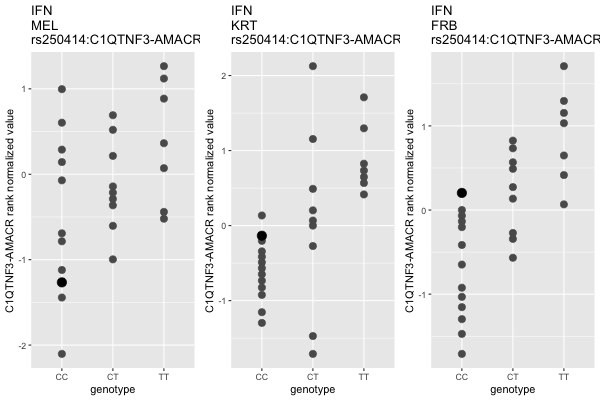 IFN
MEL
rs250414:C1QTNF3-AMACR
C1QTNF3-AMACR rank normalized value
1
0
-1
-2
CC CT TT
genotype
IFN
KRT
rs250414:C1QTNF3-AMACR
C1QTNF3-AMACR rank normalized value
2
1
0
-1
CC CT TT
genotype
IFN
FRB
rs250414:C1QTNF3-AMACR
C1QTNF3-AMACR rank normalized value
1
0
-1
CC CT TT
genotype